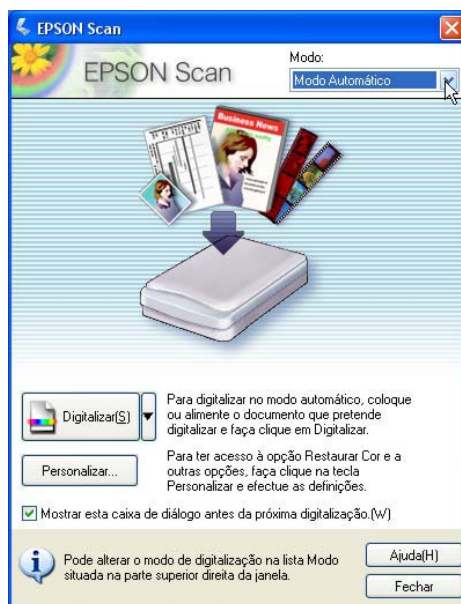 EPSON Scan
EPSON Scan
Modo:
Modo Automático
Business News
Digitalizar(S)
Para digitalizar no modo automático, coloque
ou alimente o documento que pretende
digitalizar e faça clique em Digitalizar.
Personalizar...
Para ter acesso à opção Restaurar Cor e a
outras opções, faça clique na tecla
Personalizar e efectue as definições.
Mostrar esta caixa de diálogo antes da próxima digitalização.(W)
Pode alterar o modo de digitalização na lista Modo
situada na parte superior direita da janela.
Ajuda(H)
Fechar